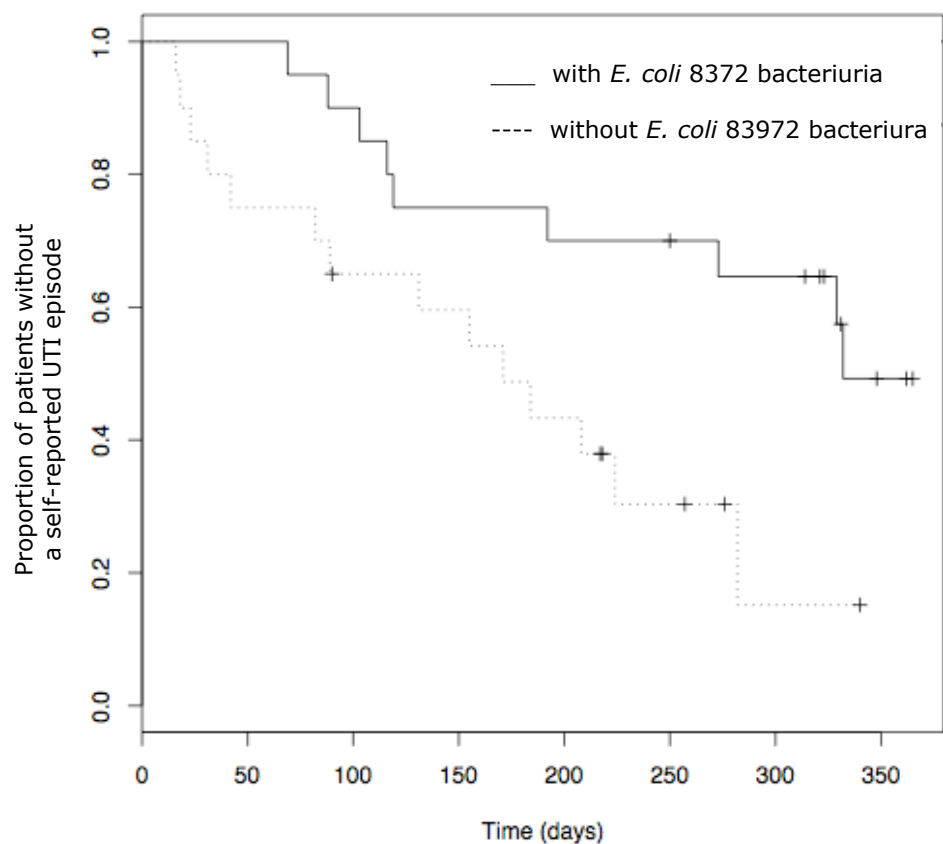 with E. coli 8372 bacteriuria
without E. coli 83972 bacteriura
Proportion of patients without
a self-reported UTI episode
1.0
0.8
0.6
0.4
0.2
0.0
0 50 100 150 200 250 300 350
Time (days)